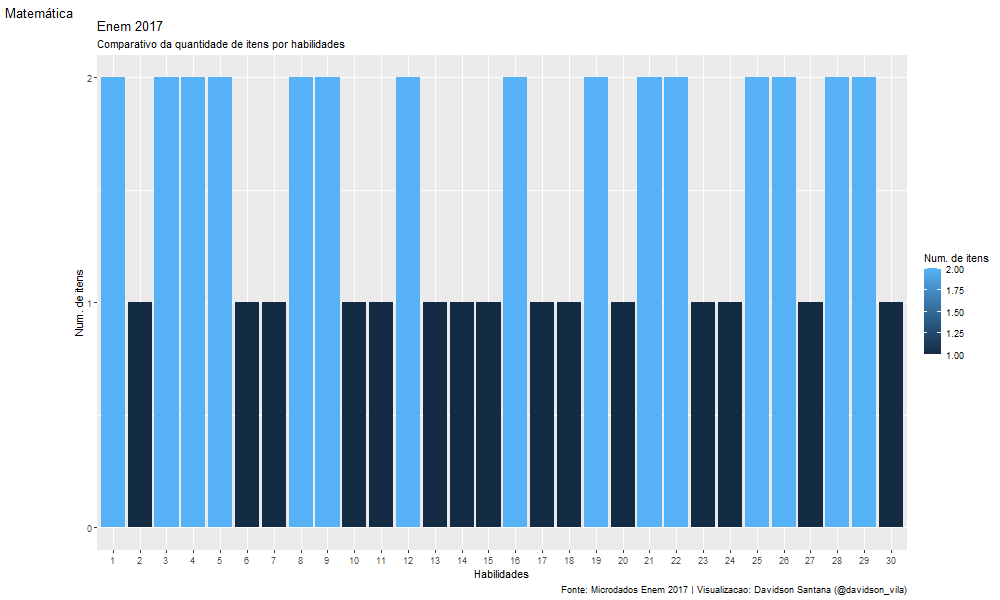 Matemática
Enem 2017
Comparativo da quantidade de itens por habilidades
Num. de itens
2
1
0
1 2 3 4 5 6 7 8 9 10 11 12 13 14 15 16 17 18 19 20 21 22 23 24 25 26 27 28 29 30
Habilidades
Num. de itens
2.00
1.75
1.50
1.25
1.00
Fonte: Microdados Enem 2017 | Visualizacao: Davidson Santana (@davidson_vila)